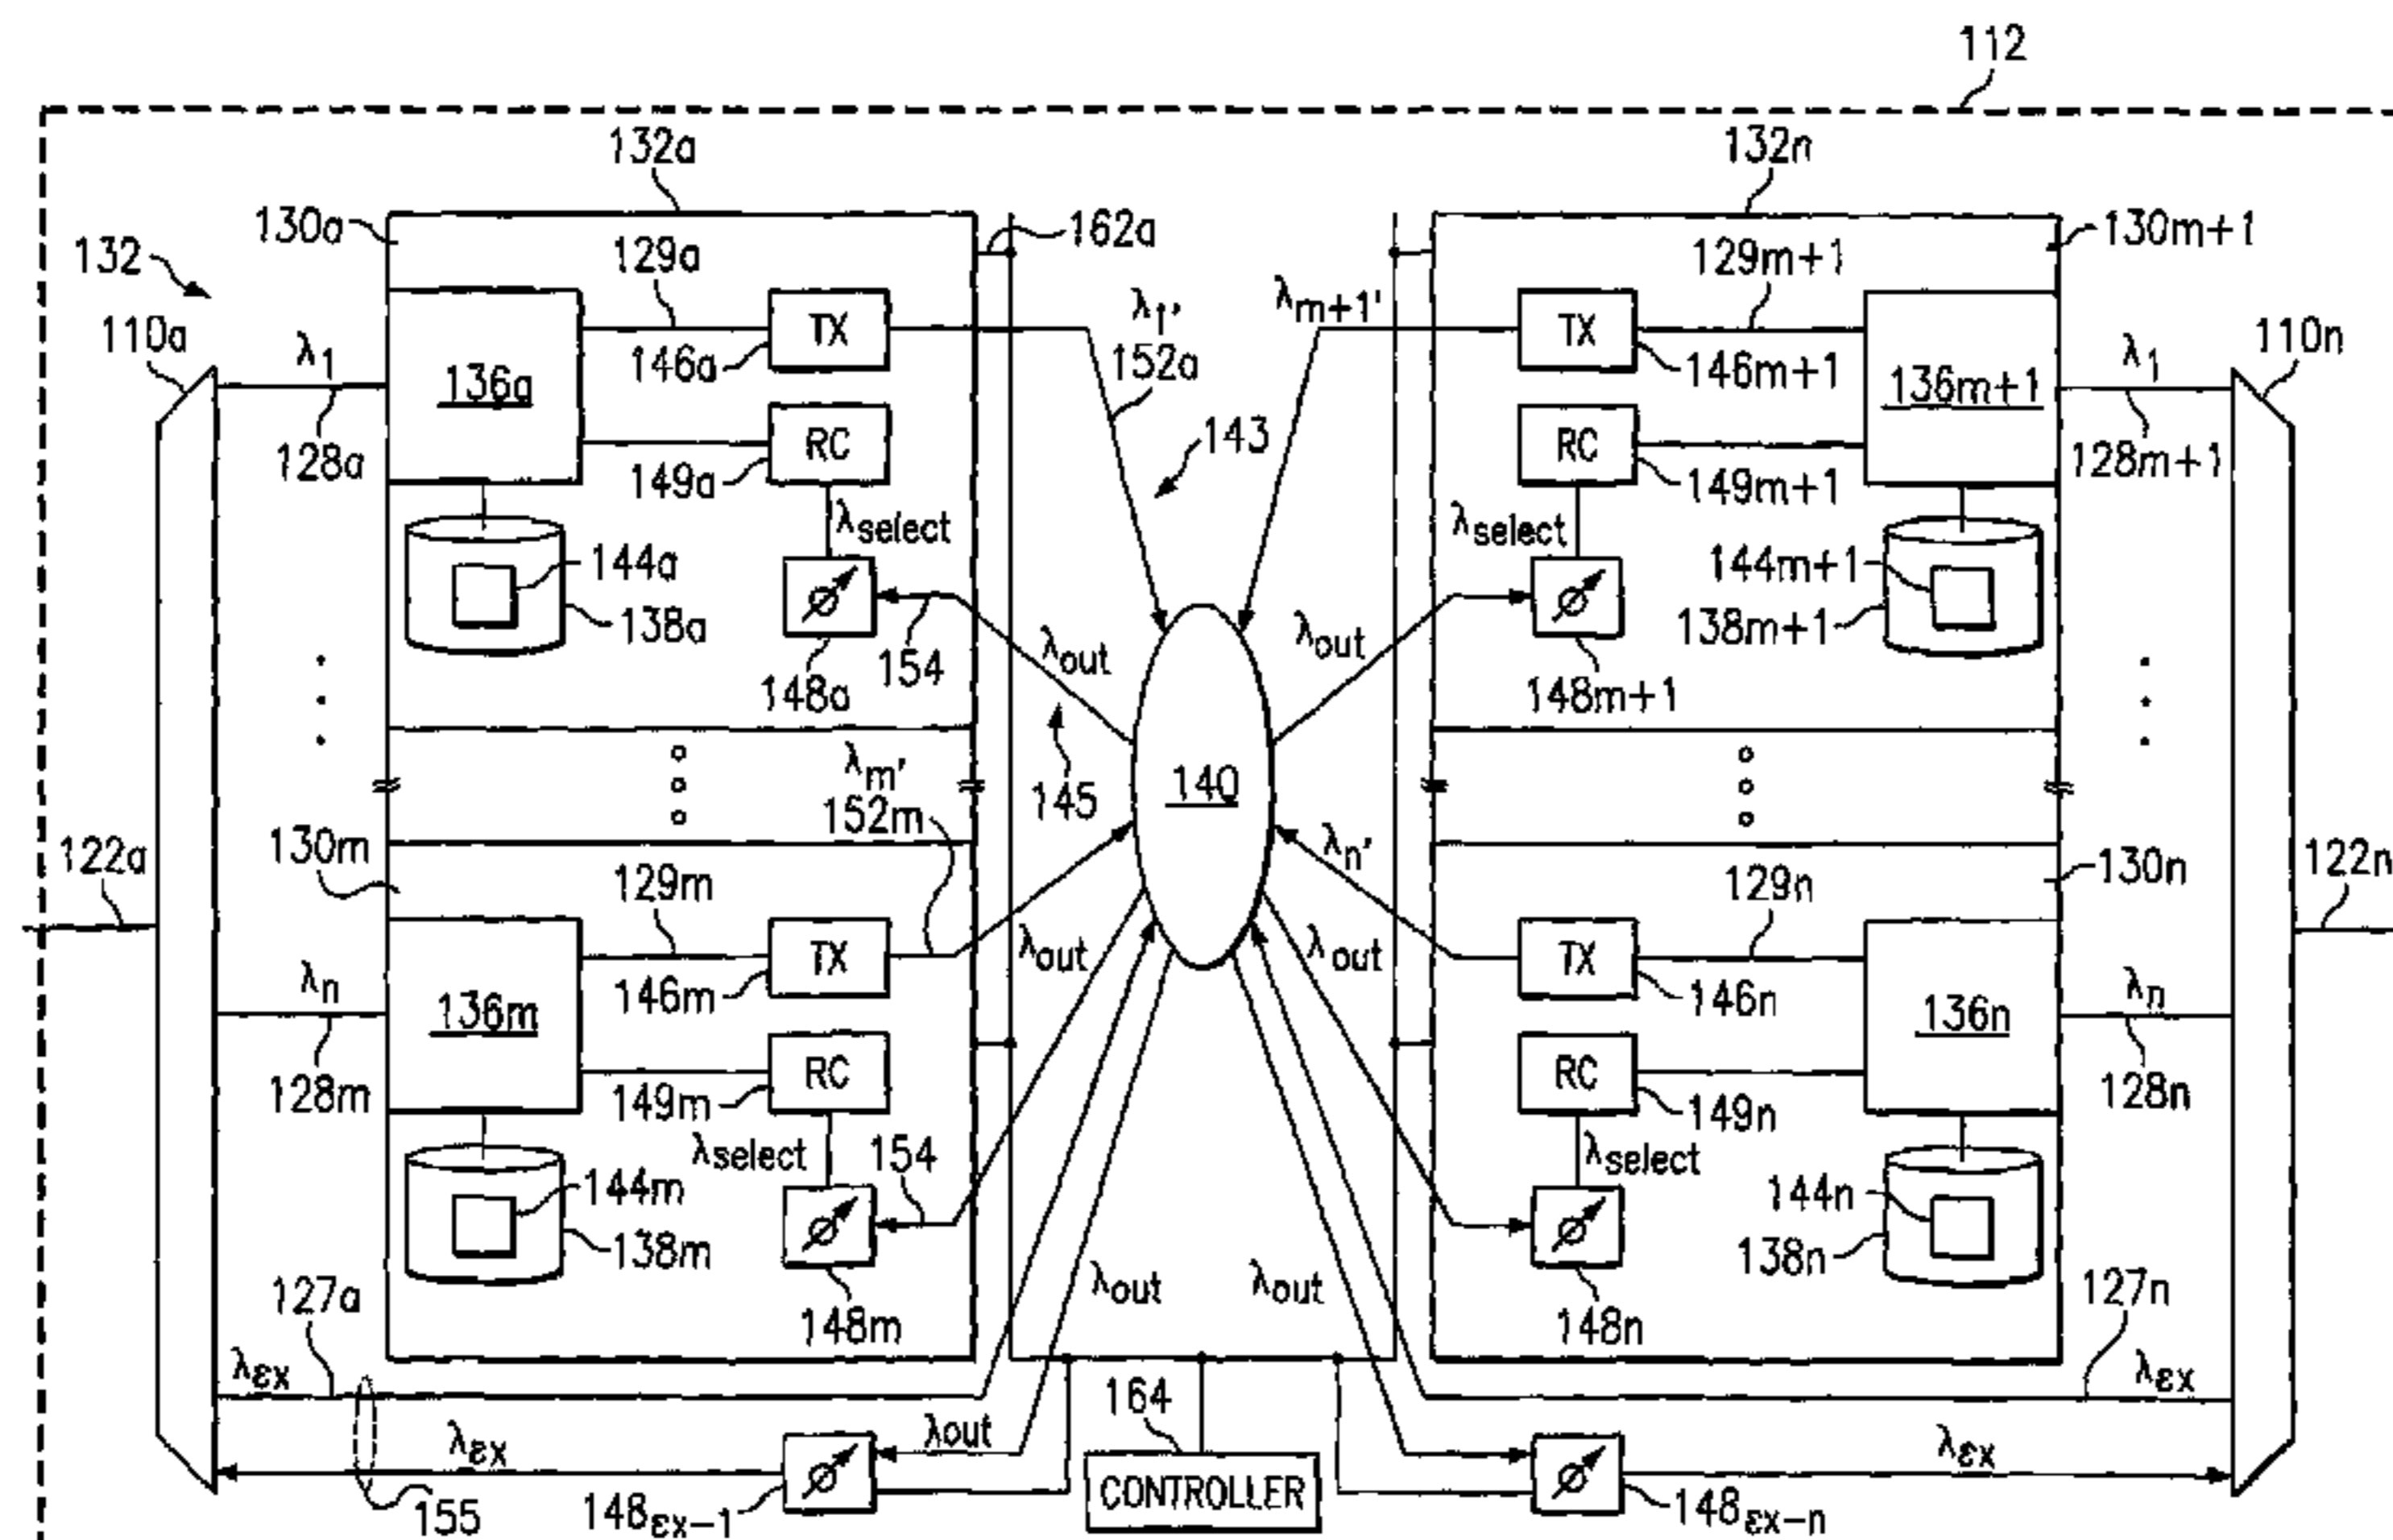 112
132a
132n
130a
162a
130m+1
132
129a
129m+1
110a
λ1
TX
λ1'
λm+1'
TX
λ1
110n
136a
146a
152a
146m+1
136m+1
128a
RC
143
RC
128m+1
149a
149m+1
λselect
λselect
144a
144m+1
138a
154
λout
λout
138m+1
148a
148m+1
λm'
145
140
152m
122a
130m
λn'
130n
122n
129m
129n
λn
TX
λout
λout
TX
λn
136m
146m
146n
136n
128m
RC
RC
128n
149m
149n
λselect
154
λselect
144m
144n
138m
138n
127a
λout
λout
127n
148m
148n
λεx
164
λεx
λεx
λout
λεx
CONTROLLER
155
148εx−1
148εx−n